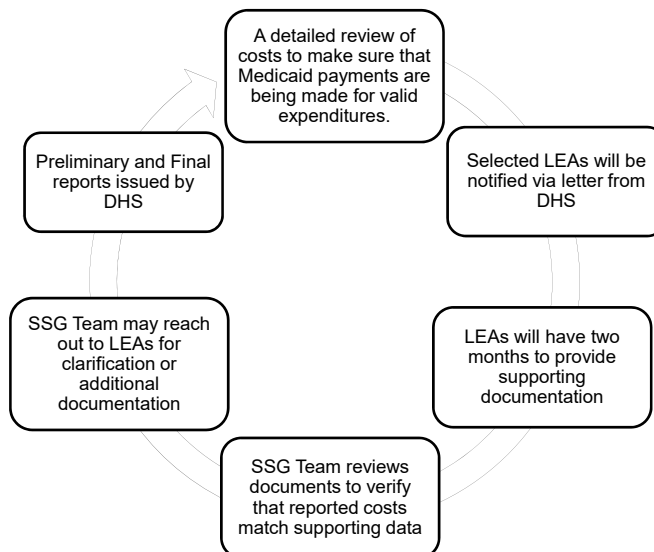 A detailed review of
costs to make sure that
Medicaid payments are
being made for valid
expenditures.
Selected LEAs will be
notified via letter from
DHS
LEAs will have two
months to provide
supporting
documentation
SSG Team reviews
documents to verify
that reported costs
match supporting data
SSG Team may reach
out to LEAs for
clarification or
additional
documentation
Preliminary and Final
reports issued by
DHS